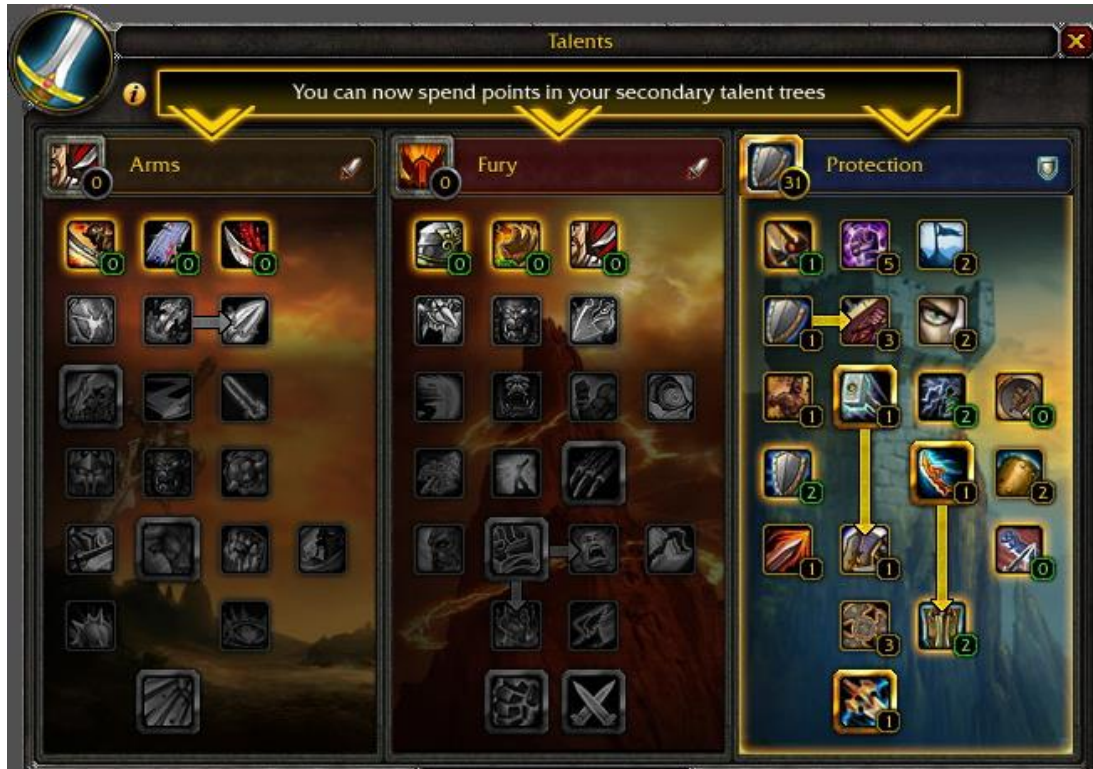 Talents
You can now spend points in your secondary talent trees
0 Arms
0 Fury
31 Protection
0 0 0
0 0 0
1 5 2
1 3 2
1 1 2 0
2 1 2
1 1 0
3 2
1